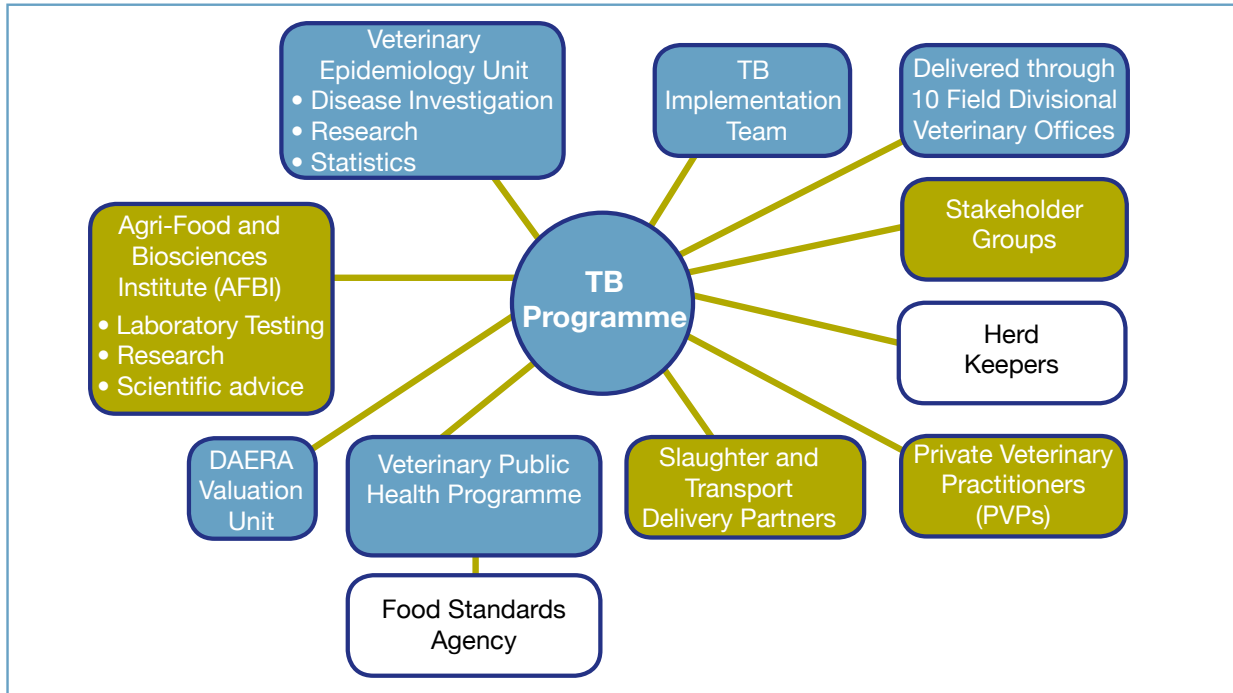 Veterinary
Epidemiology Unit
• Disease Investigation
• Research
• Statistics
TB
Implementation
Team
Delivered through
10 Field Divisional
Veterinary Offices
Agri-Food and
Biosciences
Institute (AFBI)
• Laboratory Testing
• Research
• Scientific advice
TB
Programme
Stakeholder
Groups
Herd
Keepers
DAERA
Valuation
Unit
Veterinary Public
Health Programme
Slaughter and
Transport
Delivery Partners
Private Veterinary
Practitioners
(PVPs)
Food Standards
Agency